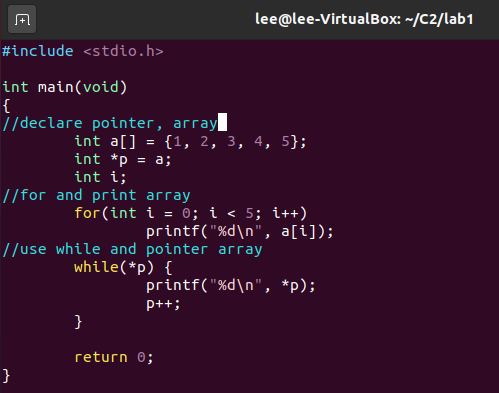 lee@lee-VirtualBox: ~/C2/lab1
#include <stdio.h>
int main(void)
{
//declare pointer, array
        int a[] = {1, 2, 3, 4, 5};
        int *p = a;
        int i;
//for and print array
        for(int i = 0; i < 5; i++)
                printf("%d\n", a[i]);
//use while and pointer array
        while(*p) {
                printf("%d\n", *p);
                p++;
        }
        return 0;
}